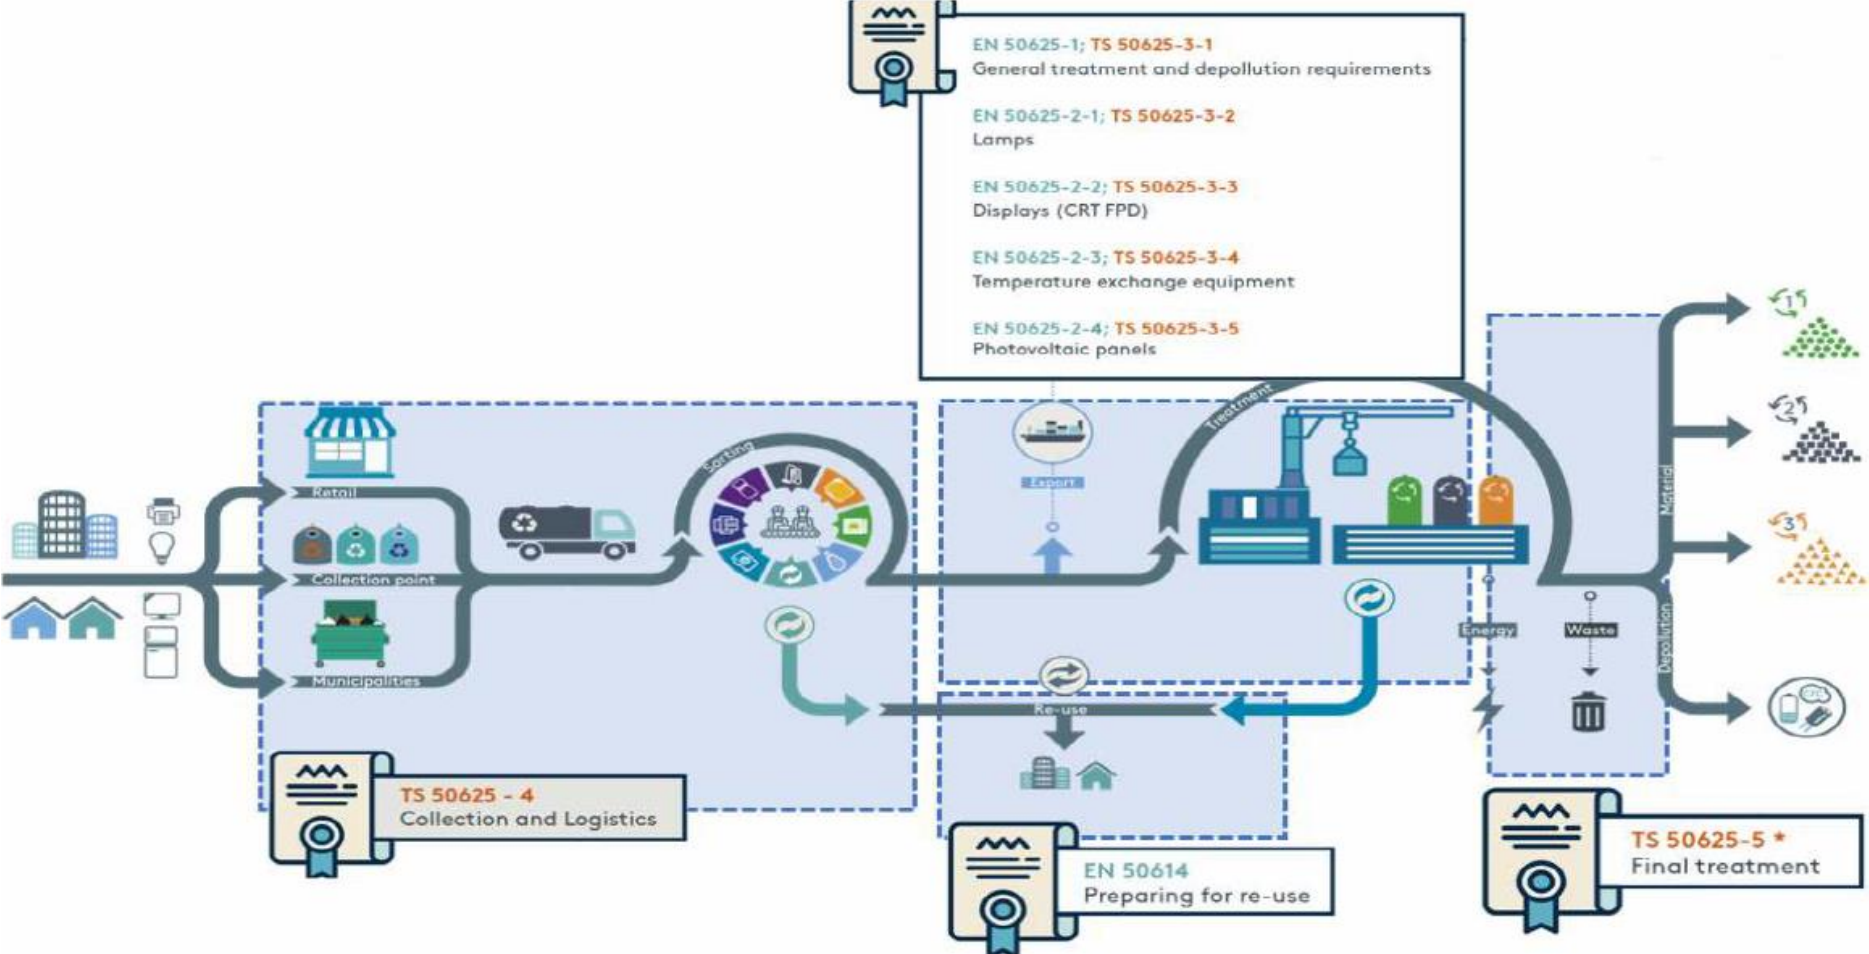 EN 50625-1; TS 50625-3-1
General treatment and depollution requirements
EN 50625-2-1; TS 50625-3-2
Lamps
EN 50625-2-2; TS 50625-3-3
Displays (CRT FPD)
EN 50625-2-3; TS 50625-3-4
Temperature exchange equipment
EN 50625-2-4; TS 50625-3-5
Photovoltaic panels
Retail
Collection point
Municipalities
Sorting
Export
Treatment
Re-use
Energy
Waste
Material
Depollution
1
2
3
CFC
TS 50625 - 4
Collection and Logistics
EN 50614
Preparing for re-use
TS 50625-5 *
Final treatment